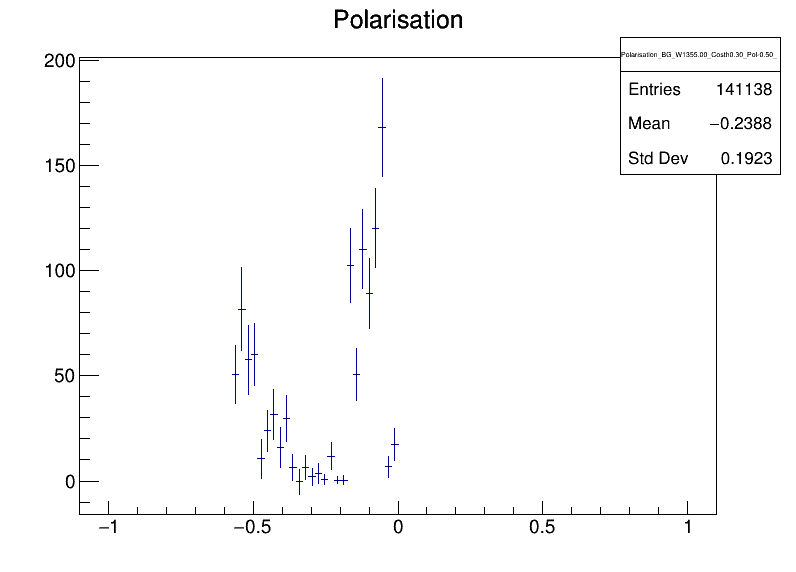 Polarisation
Polarisation_BG_W1355.00_Costh0.30_Pol-0.50_
Entries 141138
Mean −0.2388
Std Dev 0.1923
200
150
100
50
0
−1 −0.5 0 0.5 1